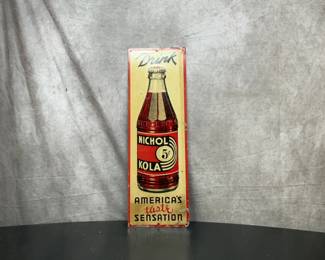 Drink
NICHOL
5¢
KOLA
AMERICA'S
taste
SENSATION